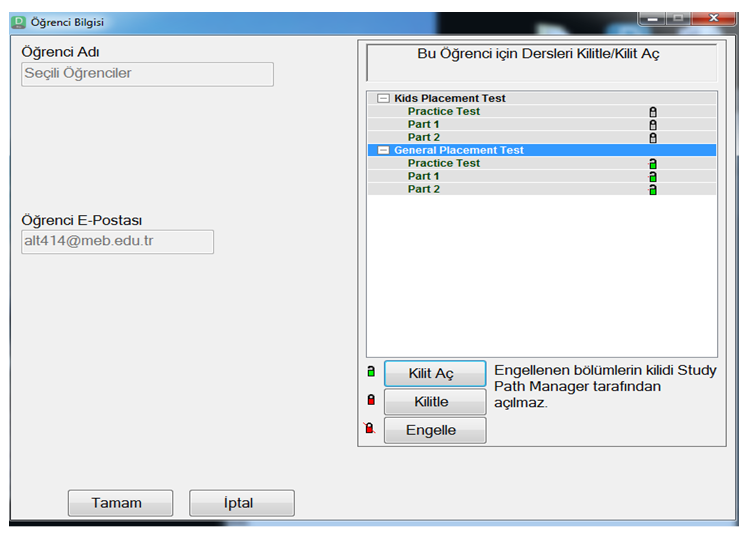 Öğrenci Bilgisi
Öğrenci Adı
Seçili Öğrenciler
Öğrenci E-Postası
alt414@meb.edu.tr
Bu Öğrenci için Dersleri Kilitle/Kilit Aç
Kids Placement Test
Practice Test
Part 1
Part 2
General Placement Test
Practice Test
Part 1
Part 2
Kilit Aç
Kilitle
Engelle
Engellenen bölümlerin kilidi Study
Path Manager tarafından
açılmaz.
Tamam
İptal